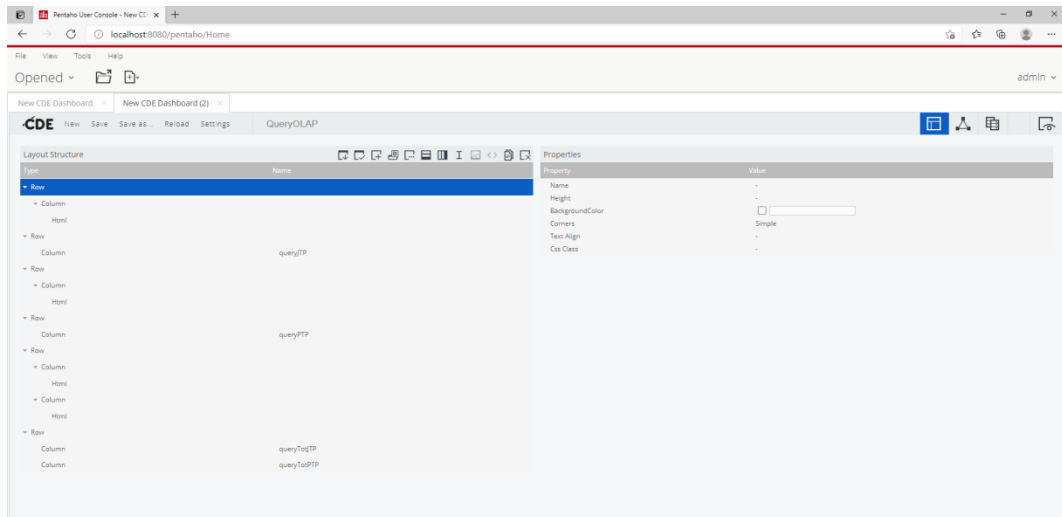 Pentaho User Console - New CD
localhost:8080/pentaho/Home
File View Tools Help
Opened
admin
New CDE Dashboard
New CDE Dashboard (2)
CDE New Save Save as... Reload Settings QueryOLAP
Layout Structure
Type Name
Row
Column
Html
Row
Column queryJTP
Row
Column
Html
Row
Column queryPTP
Row
Column
Html
Column
Html
Row
Column queryTotJTP
Column queryTotPTP
Properties
Property Value
Name -
Height -
BackgroundColor
Corners Simple
Text Align -
Css Class -